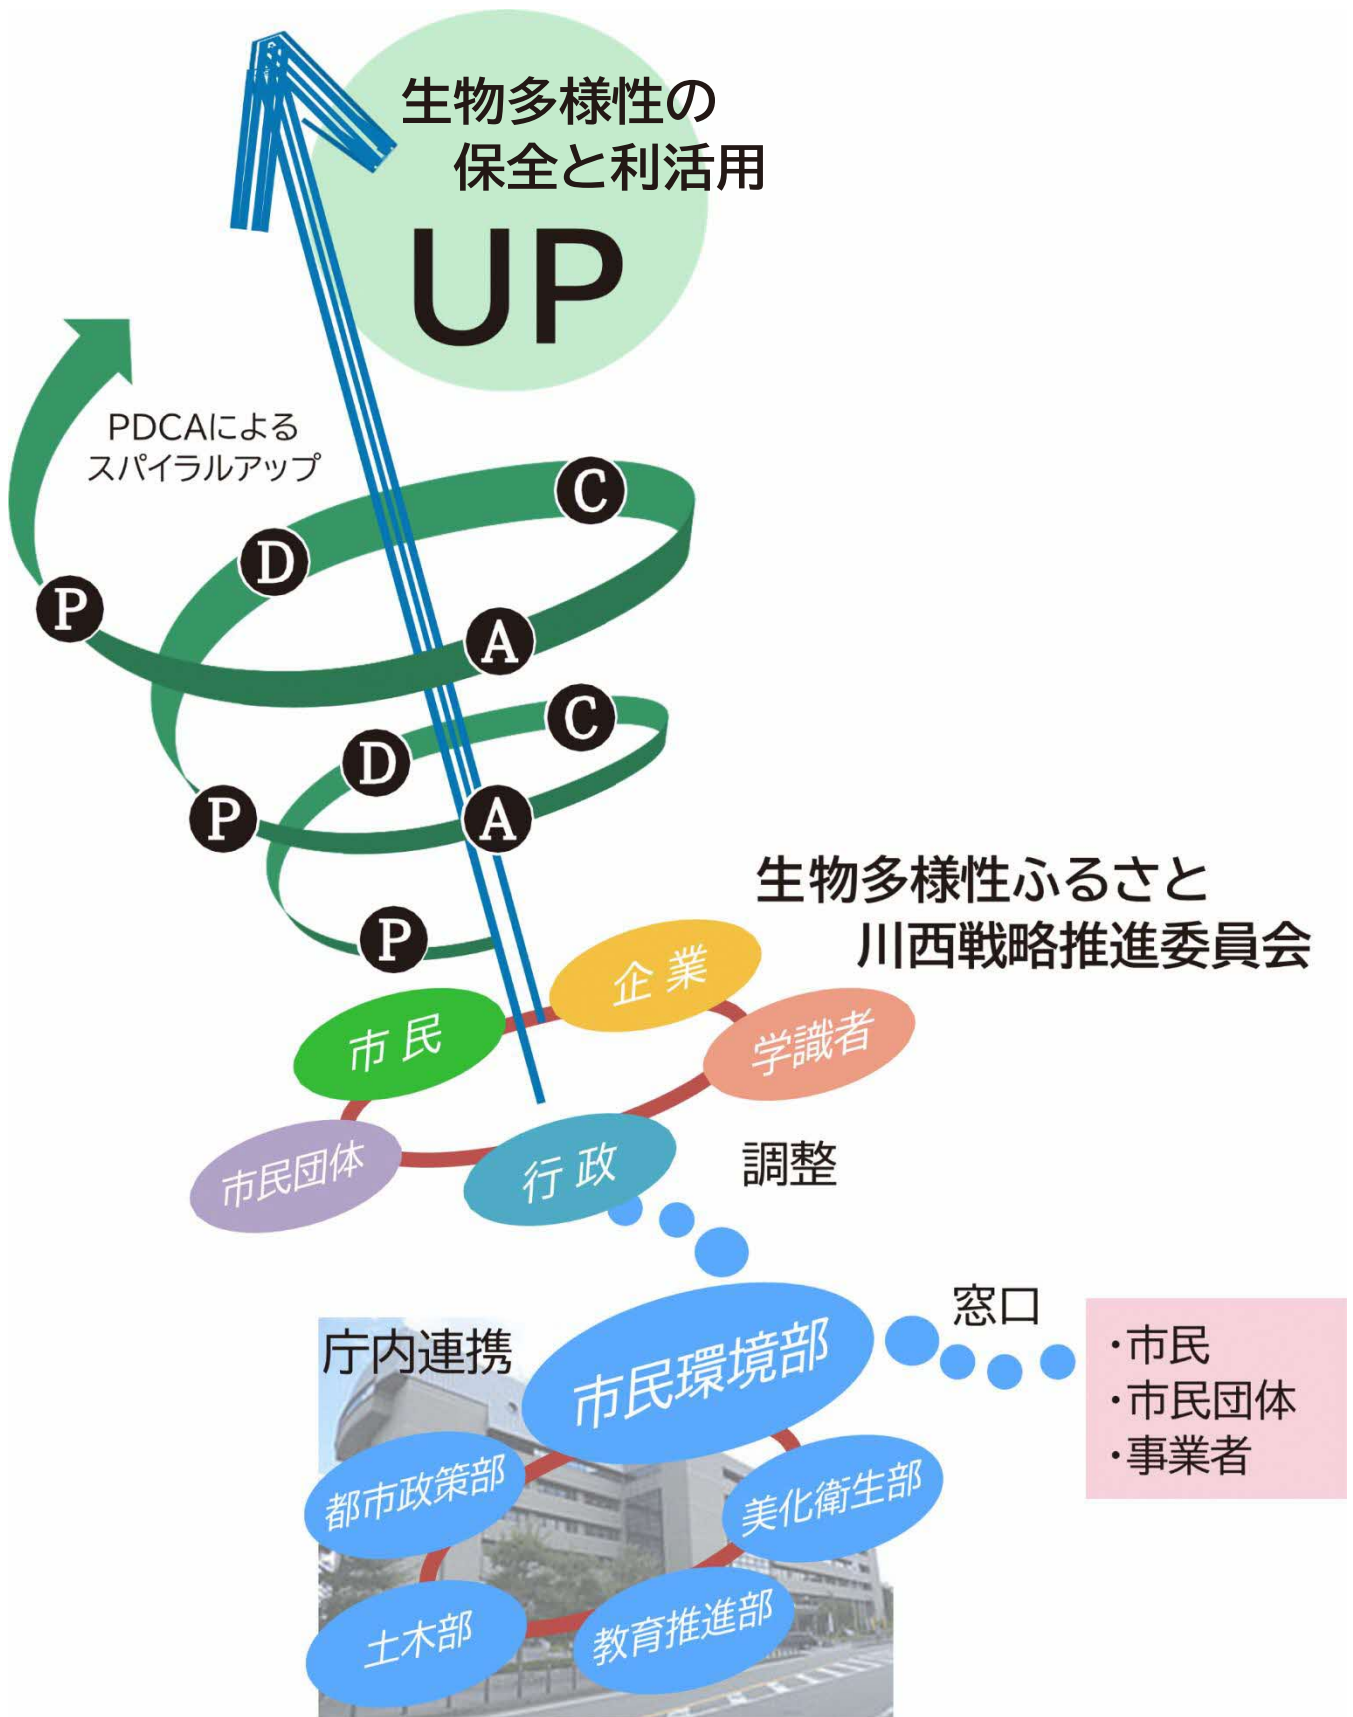 生物多様性の
保全と利活用
UP
PDCAによる
スパイラルアップ
C
D
P
A
C
D
P
A
P
生物多様性ふるさと
川西戦略推進委員会
企業
市民
学識者
市民団体
行政
調整
窓口
・市民
・市民団体
・事業者
庁内連携
市民環境部
都市政策部
美化衛生部
土木部
教育推進部